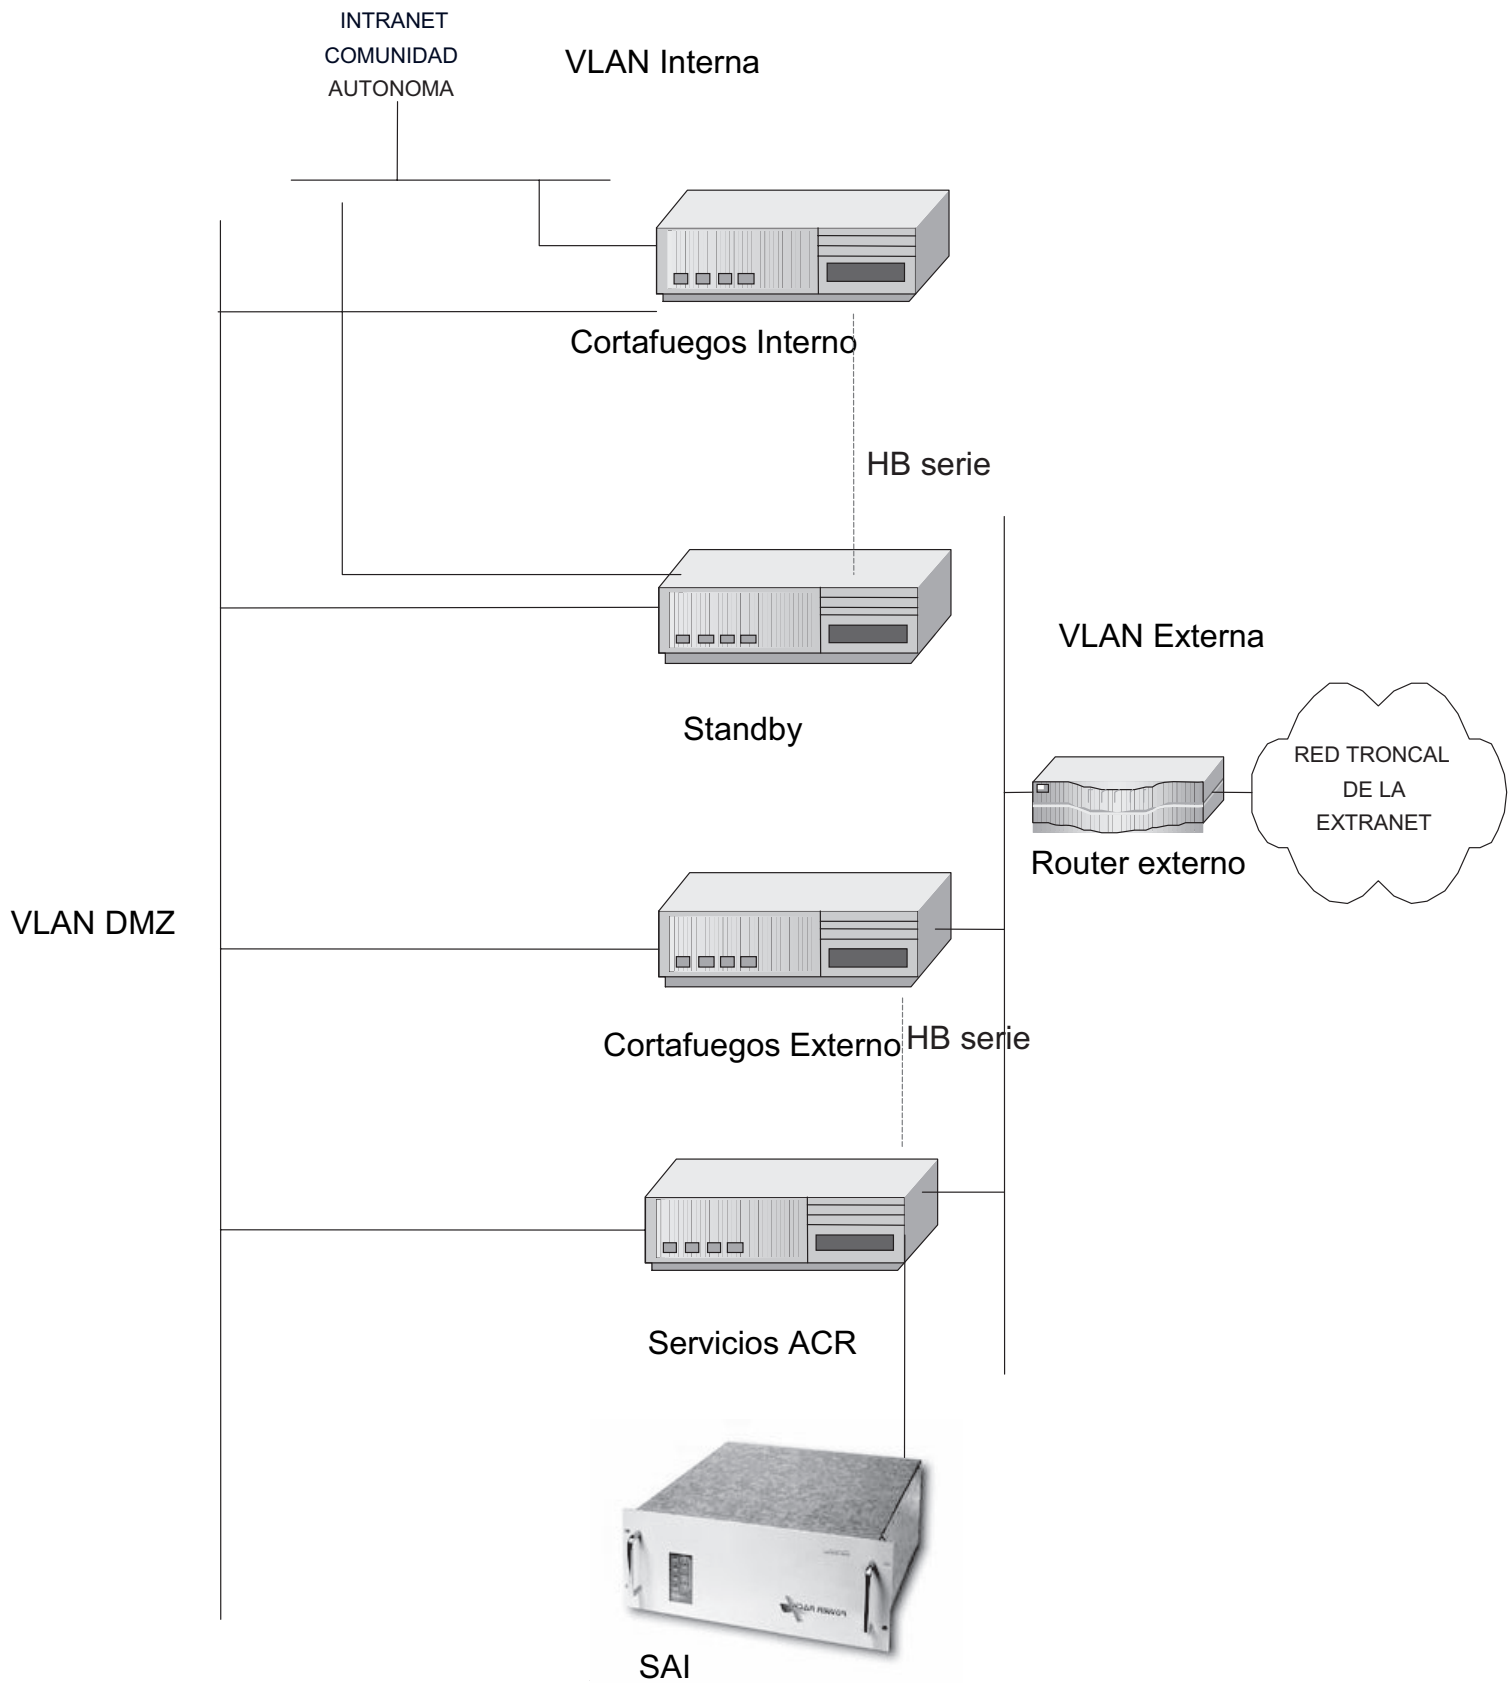 INTRANET
COMUNIDAD
AUTONOMA
VLAN Interna
Cortafuegos Interno
HB serie
VLAN Externa
Standby
RED TRONCAL
DE LA
EXTRANET
Router externo
VLAN DMZ
Cortafuegos Externo
HB serie
Servicios ACR
SAI